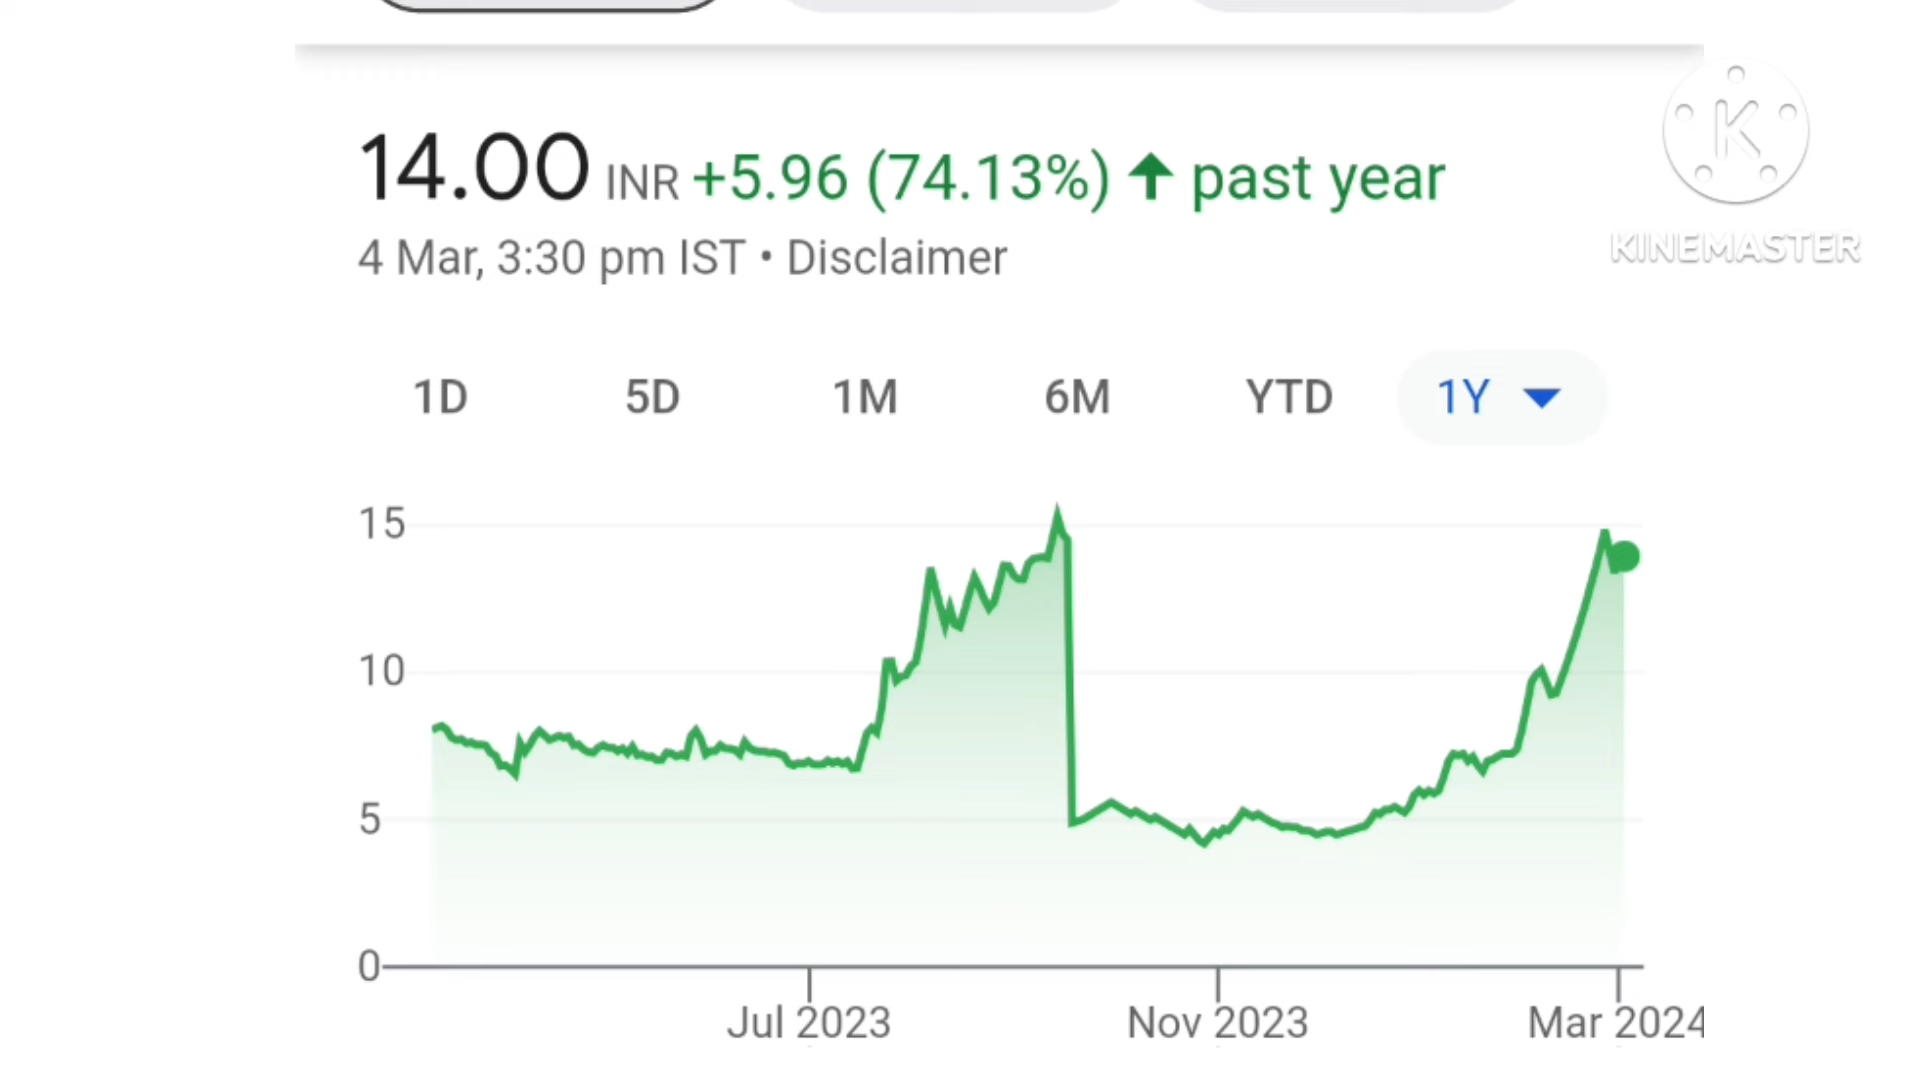 14.00 INR +5.96 (74.13%) ↑ past year
4 Mar, 3:30 pm IST • Disclaimer
K
KINEMASTER
1D 5D 1M 6M YTD 1Y
15
10
5
0
Jul 2023 Nov 2023 Mar 2024